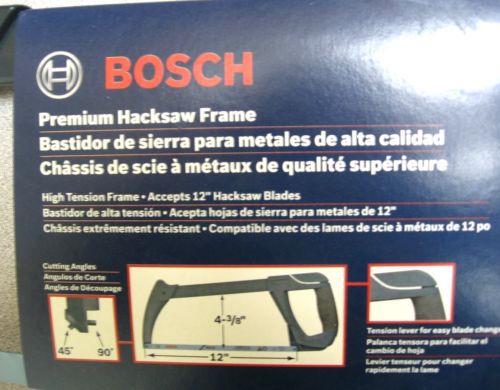 BOSCH
Premium Hacksaw Frame
Bastidor de sierra para metales de alta calidad
Châssis de scie à métaux de qualité supérieure
High Tension Frame • Accepts 12" Hacksaw Blades
Bastidor de alta tensión • Acepta hojas de sierra para metales de 12"
Châssis extrêmement résistant • Compatible avec des lames de scie à métaux de 12 po
Cutting Angles
Angulos de Corte
Angles de Découpage
45°
90°
4-3/8"
12"
Tension lever for easy blade change
Palanca tensora para facilitar el
cambio de hoja
Levier tenseur pour changer
rapidement la lame